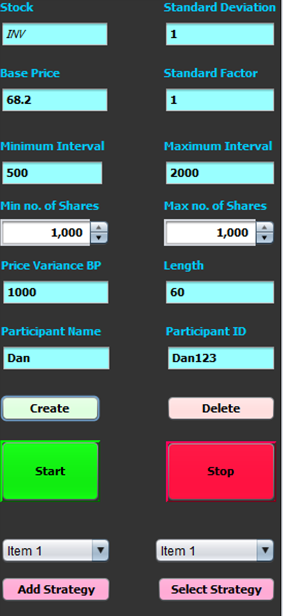 Stock Standard Deviation
INV 1
Base Price Standard Factor
68.2 1
Minimum Interval Maximum Interval
500 2000
Min no. of Shares Max no. of Shares
1,000 1,000
Price Variance BP Length
1000 60
Participant Name Participant ID
Dan Dan123
Create Delete
Start Stop
Item 1 Item 1
Add Strategy Select Strategy